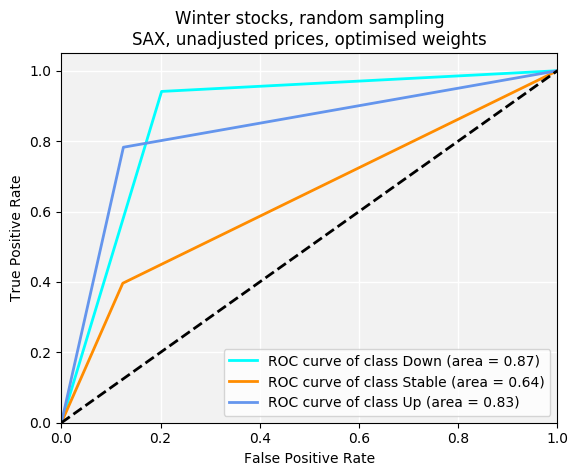 Winter stocks, random sampling
SAX, unadjusted prices, optimised weights
True Positive Rate
1.0
0.8
0.6
0.4
0.2
0.0
ROC curve of class Down (area = 0.87)
ROC curve of class Stable (area = 0.64)
ROC curve of class Up (area = 0.83)
0.0 0.2 0.4 0.6 0.8 1.0
False Positive Rate